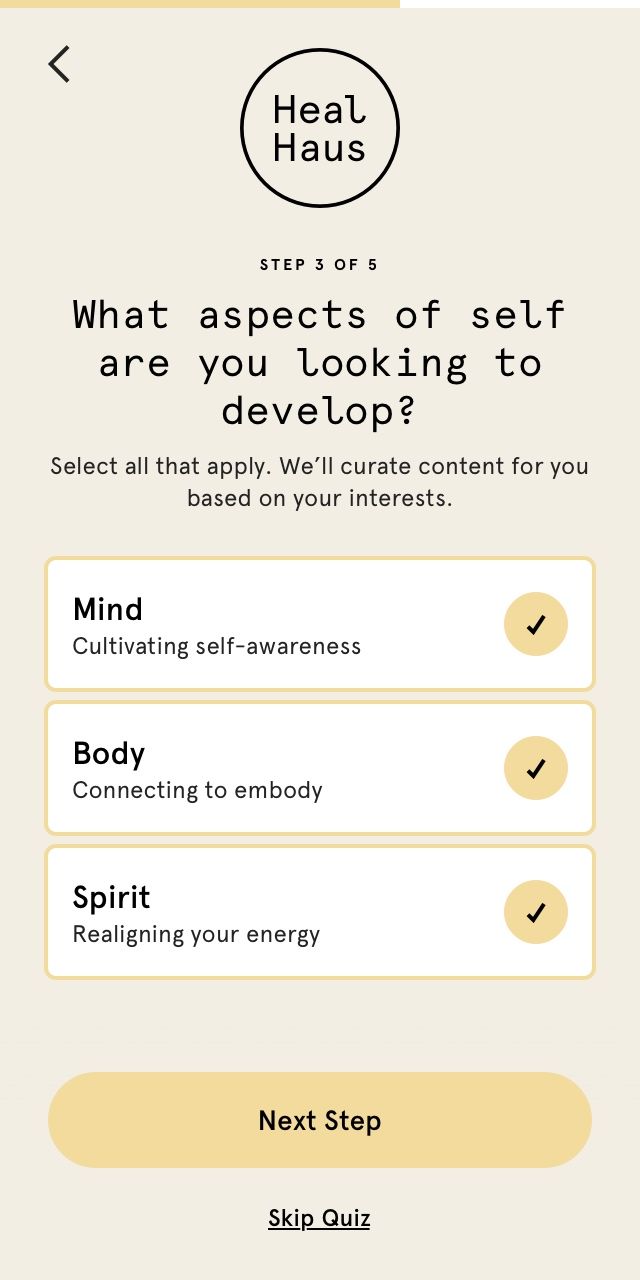 Heal
Haus
STEP 3 OF 5
What aspects of self
are you looking to
develop?
Select all that apply. We’ll curate content for you
based on your interests.
Mind
Cultivating self-awareness
Body
Connecting to embody
Spirit
Realigning your energy
Next Step
Skip Quiz